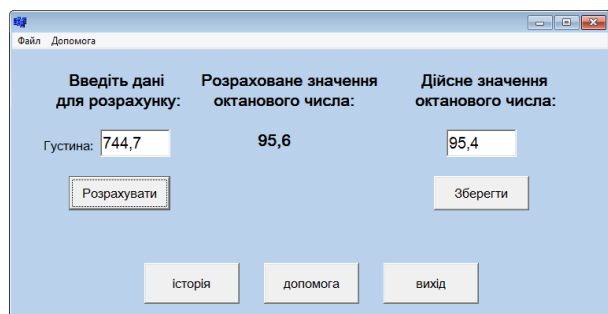 Файл Допомога
Введіть дані
для розрахунку:
Розраховане значення
октанового числа:
Дійсне значення
октанового числа:
Густина: 744,7
95,6
95,4
Розрахувати
Зберегти
історія
допомога
вихід